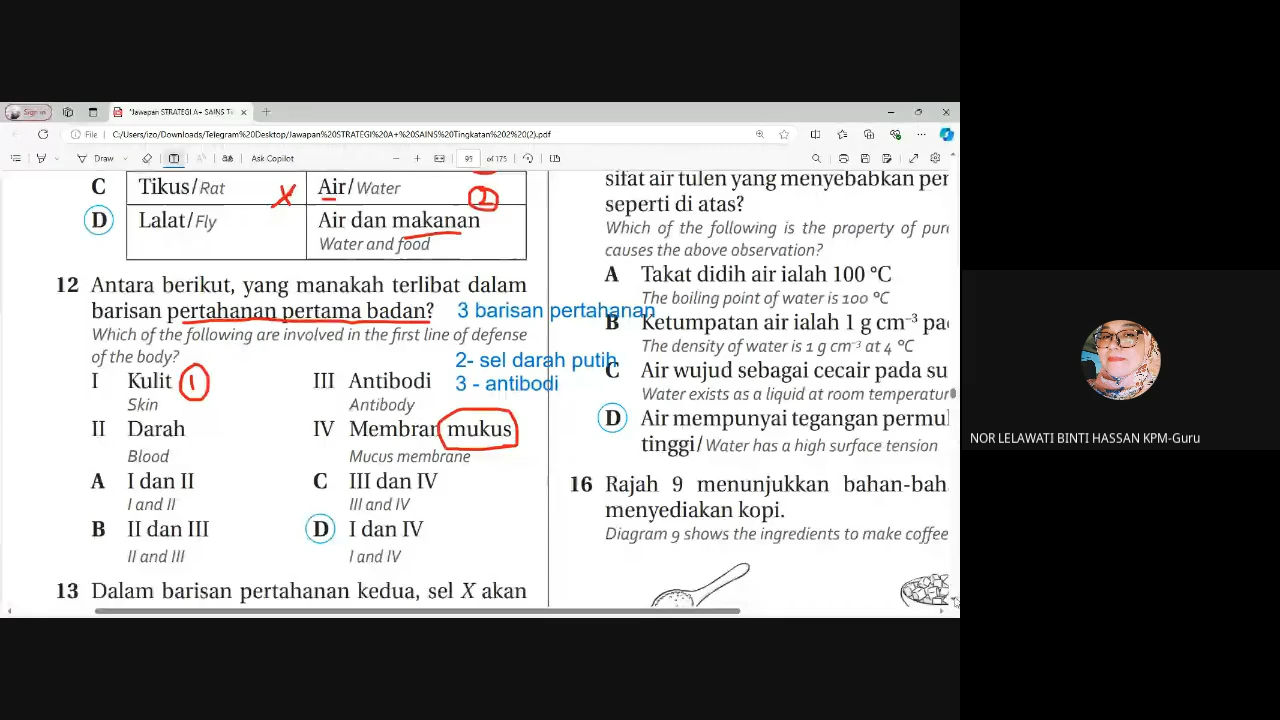 Sign in
*Jawapan STRATEGI A+ SAINS Ti
File
C:/Users/izo/Downloads/Telegram%20Desktop/Jawapan%20STRATEGI%20A+%20SAINS%20Tingkatan%202%20(2).pdf
Draw
Ask Copilot
95 of 175
C Tikus/Rat X Air/Water
2
D Lalat/Fly Air dan makanan
Water and food
12 Antara berikut, yang manakah terlibat dalam
barisan pertahanan pertama badan?
3 barisan pertahanan
Which of the following are involved in the first line of defense
of the body?
2- sel darah putih
3 - antibodi
I Kulit 1 III Antibodi
Skin Antibody
II Darah IV Membran mukus
Blood Mucus membrane
A I dan II C III dan IV
I and II III and IV
B II dan III D I dan IV
II and III I and IV
13 Dalam barisan pertahanan kedua, sel X akan
sifat air tulen yang menyebabkan per
seperti di atas?
Which of the following is the property of pur
causes the above observation?
A Takat didih air ialah 100 °C
The boiling point of water is 100 °C
B Ketumpatan air ialah 1 g cm⁻³ pa
The density of water is 1 g cm⁻³ at 4 °C
C Air wujud sebagai cecair pada su
Water exists as a liquid at room temperatur
D Air mempunyai tegangan permu
tinggi/Water has a high surface tension
16 Rajah 9 menunjukkan bahan-bah
menyediakan kopi.
Diagram 9 shows the ingredients to make coffee
NOR LELAWATI BINTI HASSAN KPM-Guru